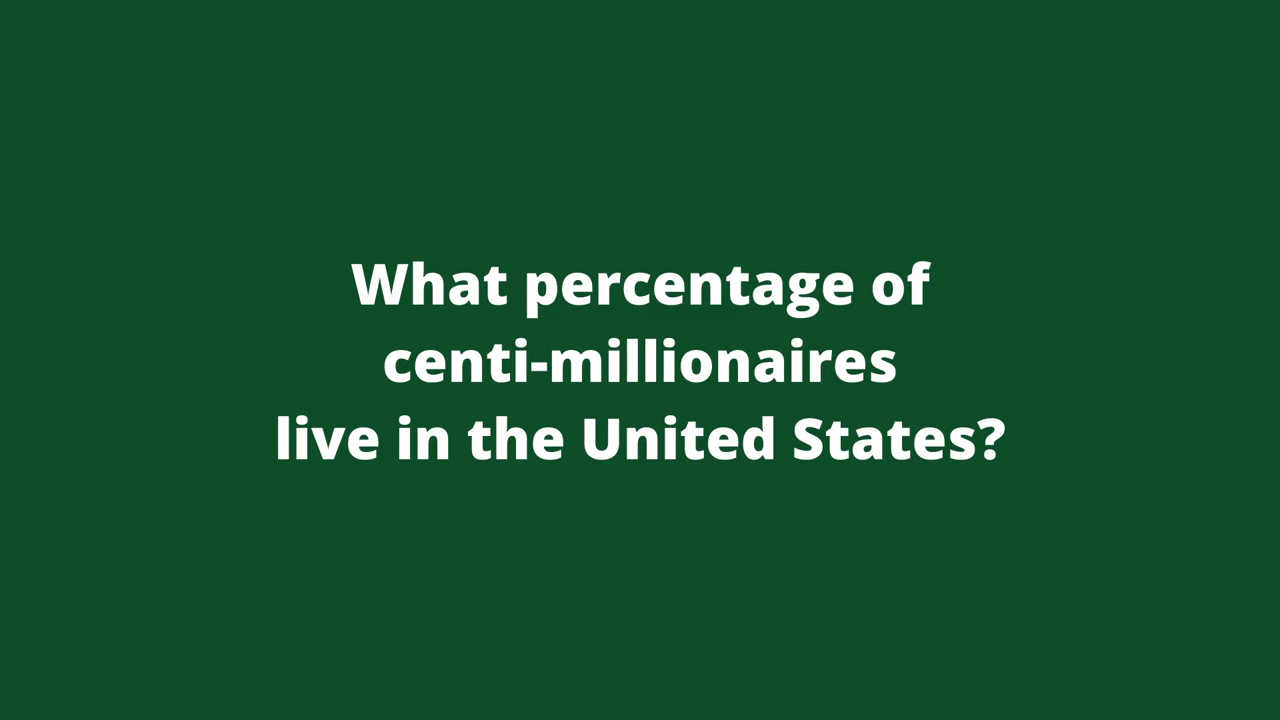 What percentage of
centi-millionaires
live in the United States?